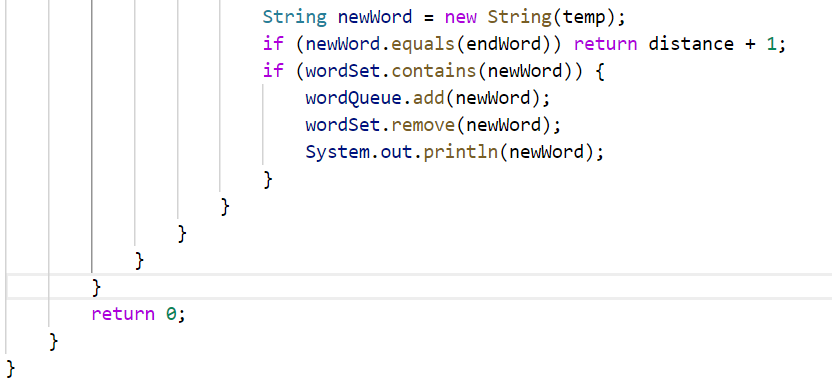 String newWord = new String(temp);
if (newWord.equals(endWord)) return distance + 1;
if (wordSet.contains(newWord)) {
wordQueue.add(newWord);
wordSet.remove(newWord);
System.out.println(newWord);
}
}
}
}
}
return 0;
}
}